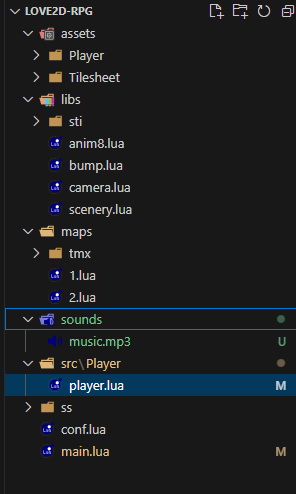 LOVE2D-RPG
assets
Player
Tilesheet
libs
sti
anim8.lua
bump.lua
camera.lua
scenery.lua
maps
tmx
1.lua
2.lua
sounds
music.mp3 U
src\Player
player.lua M
ss
conf.lua
main.lua M